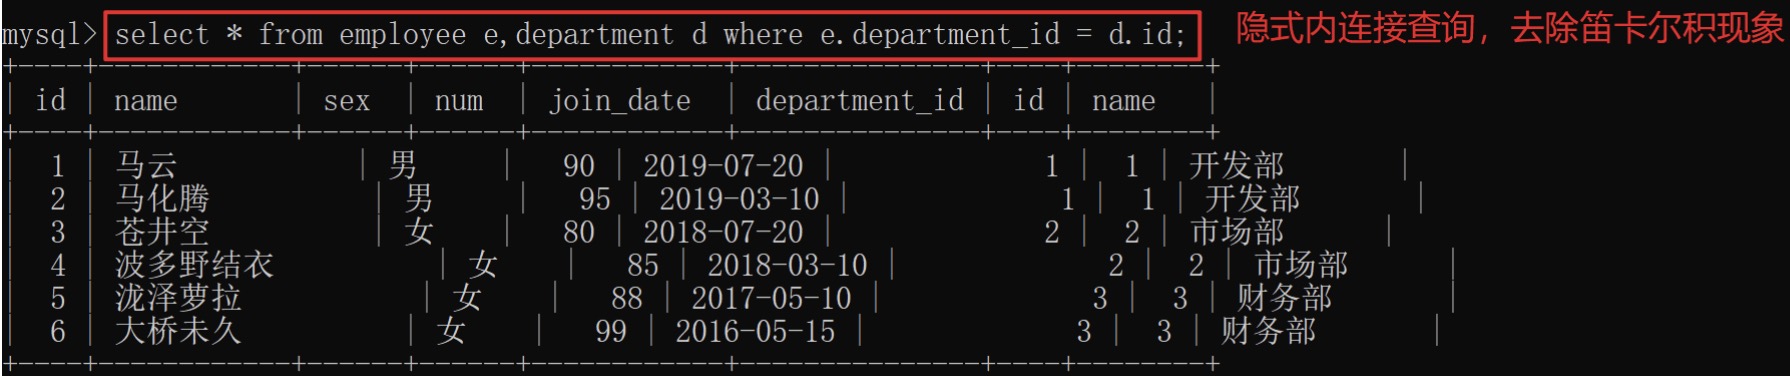 mysql> select * from employee e,department d where e.department_id = d.id; 隐式内连接查询，去除笛卡尔积现象
+----+------------+------+------+------------+---------------+----+--------+
| id | name | sex | num | join_date | department_id | id | name |
+----+------------+------+------+------------+---------------+----+--------+
| 1 | 马云 | 男 | 90 | 2019-07-20 | 1 | 1 | 开发部 |
| 2 | 马化腾 | 男 | 95 | 2019-03-10 | 1 | 1 | 开发部 |
| 3 | 苍井空 | 女 | 80 | 2018-07-20 | 2 | 2 | 市场部 |
| 4 | 波多野结衣 | 女 | 85 | 2018-03-10 | 2 | 2 | 市场部 |
| 5 | 泷泽萝拉 | 女 | 88 | 2017-05-10 | 3 | 3 | 财务部 |
| 6 | 大桥未久 | 女 | 99 | 2016-05-15 | 3 | 3 | 财务部 |
+----+------------+------+------+------------+---------------+----+--------+